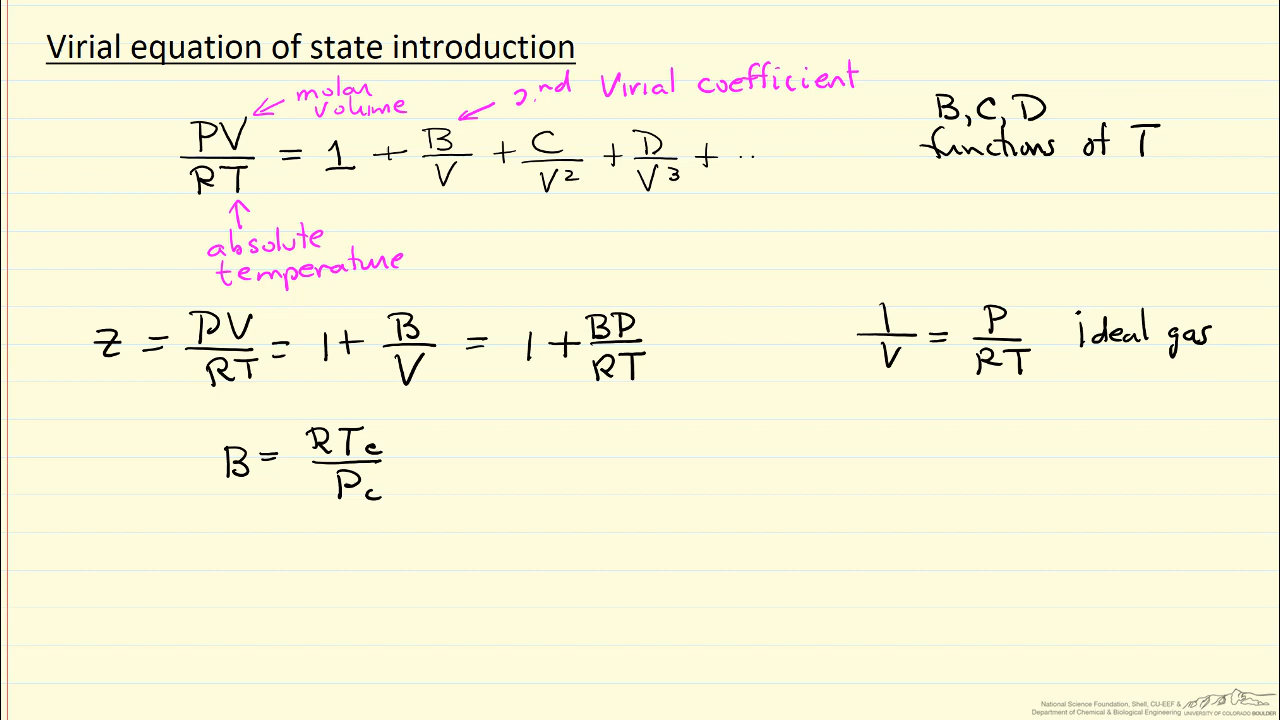 Virial equation of state introduction
molar volume
2nd Virial coefficient
B, C, D functions of T
PV/RT = 1 + B/V + C/V² + D/V³ + ..
absolute temperature
Z = PV/RT = 1 + B/V = 1 + BP/RT
1/V = P/RT ideal gas
B = RTc/Pc
National Science Foundation, Shell, CU-EEF &
Department of Chemical & Biological Engineering UNIVERSITY OF COLORADO BOULDER